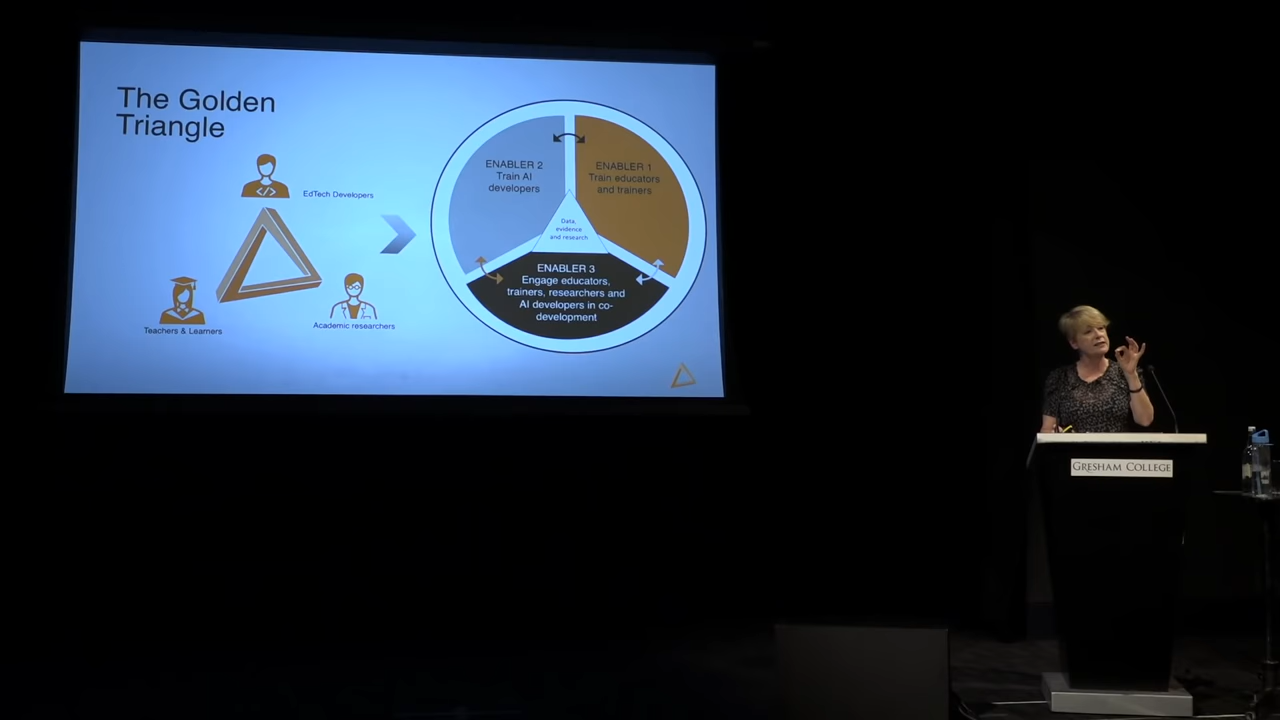 The Golden
Triangle
EdTech Developers
Teachers & Learners
Academic researchers
ENABLER 2
Train AI
developers
ENABLER 1
Train educators
and trainers
Data,
evidence
and research
ENABLER 3
Engage educators,
trainers, researchers and
AI developers in co-
development
GRESHAM COLLEGE